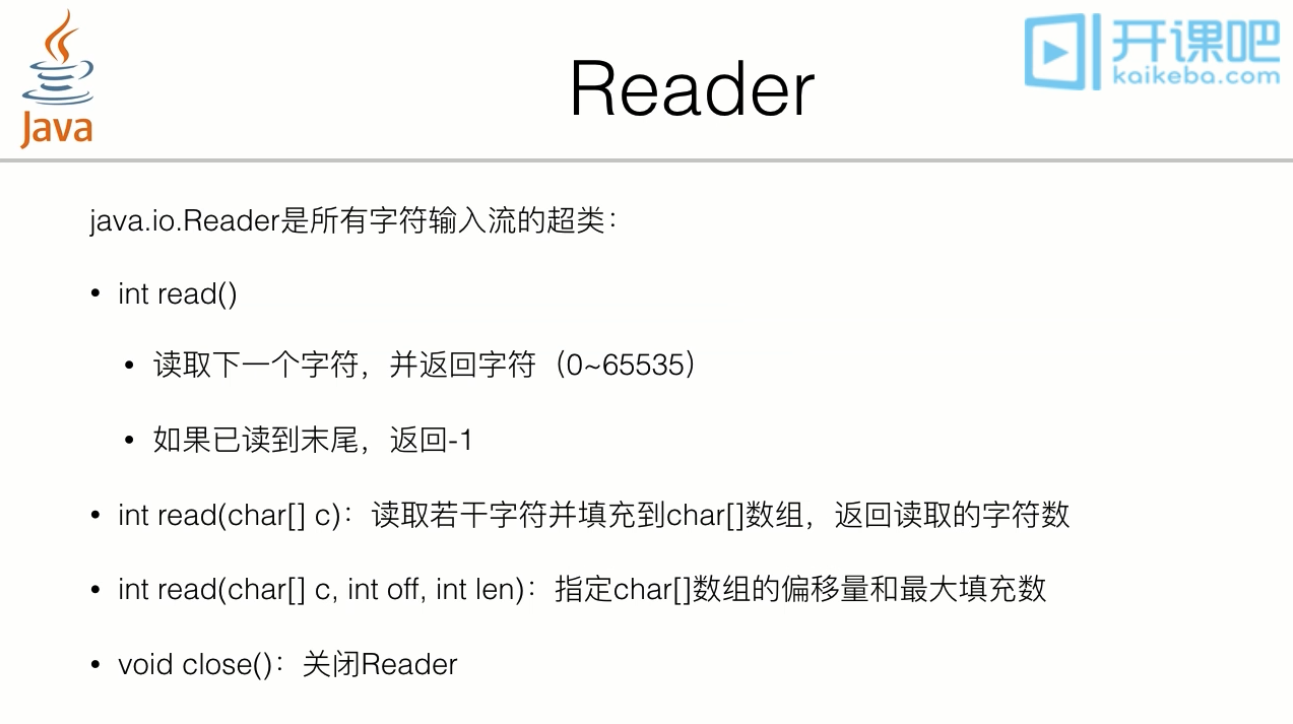 Java
开课吧
kaikeba.com
Reader
java.io.Reader是所有字符输入流的超类：
• int read()
• 读取下一个字符，并返回字符（0~65535）
• 如果已读到末尾，返回-1
• int read(char[] c)：读取若干字符并填充到char[]数组，返回读取的字符数
• int read(char[] c, int off, int len)：指定char[]数组的偏移量和最大填充数
• void close()：关闭Reader